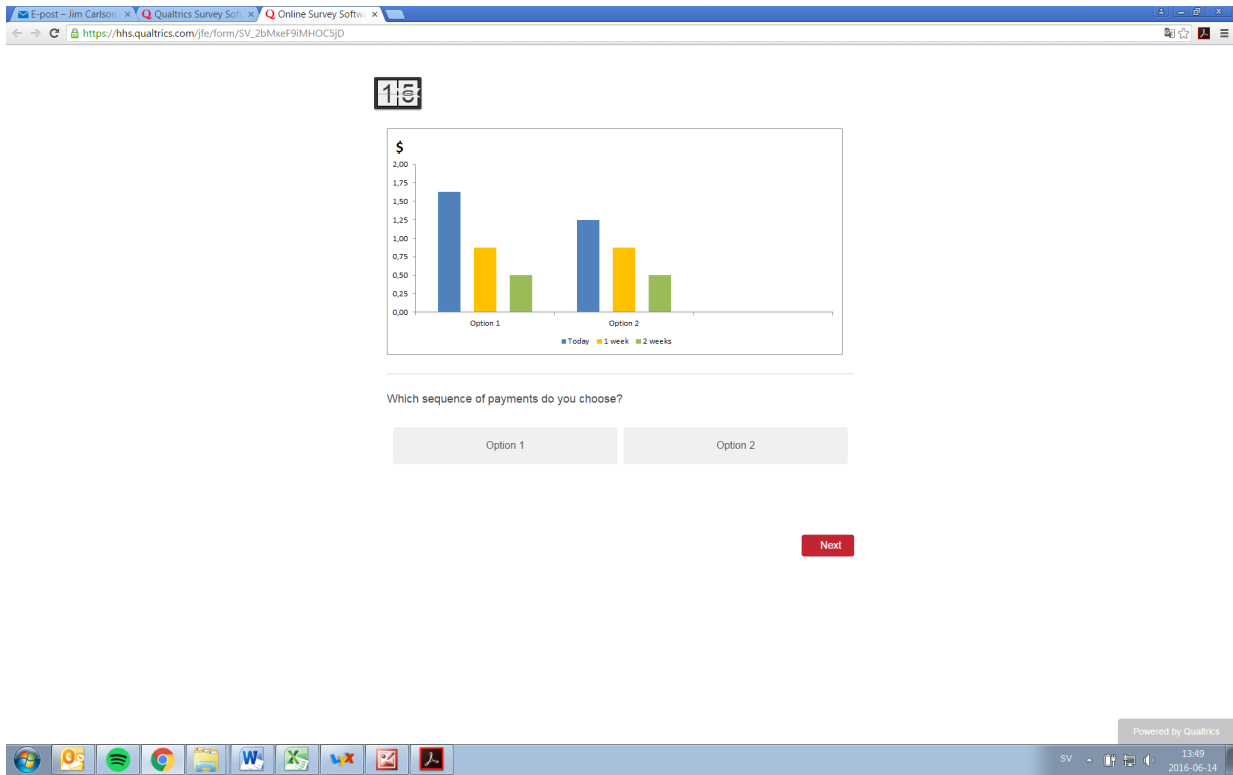 E-post – Jim Carlson
Qualtrics Survey Soft
Online Survey Softw
https://hhs.qualtrics.com/jfe/form/SV_2bMxeF9iMHOC5jD
15
$
2,00
1,75
1,50
1,25
1,00
0,75
0,50
0,25
0,00
Option 1 Option 2
Today 1 week 2 weeks
Which sequence of payments do you choose?
Option 1 Option 2
Next
Powered by Qualtrics
SV 13:49
2016-06-14